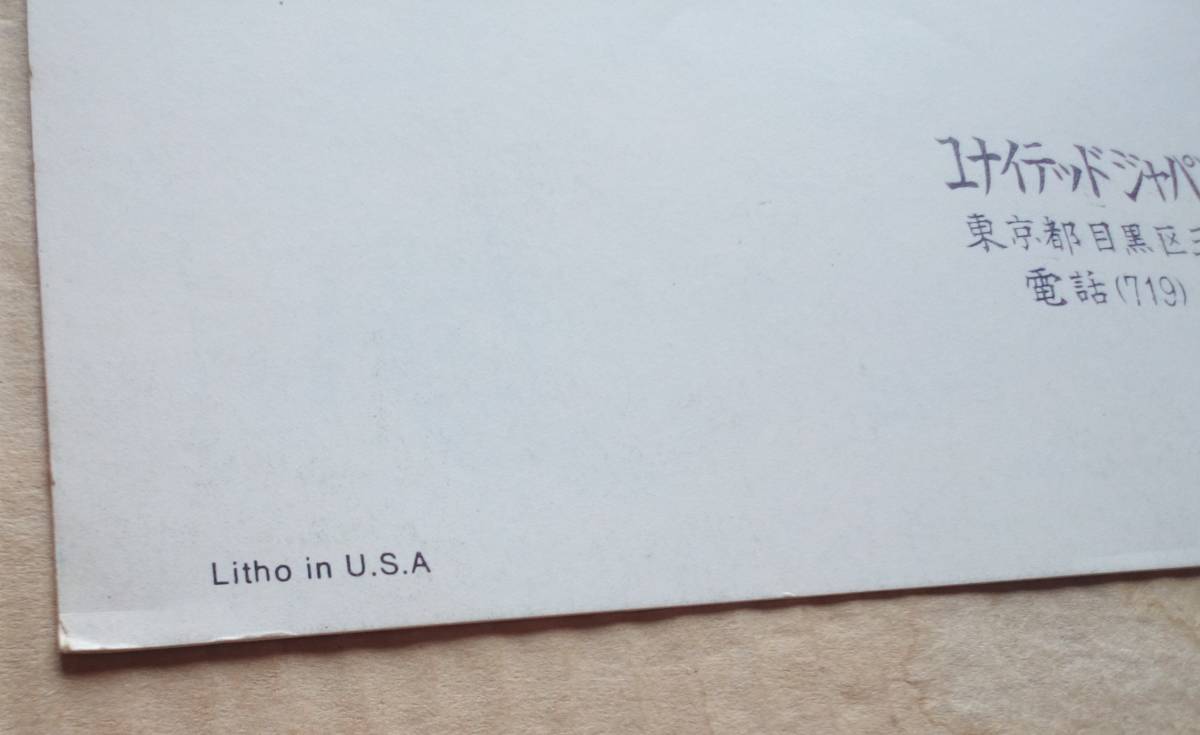 ユナイテッドジャパ
東京都目黒区三
電話(719)
Litho in U.S.A